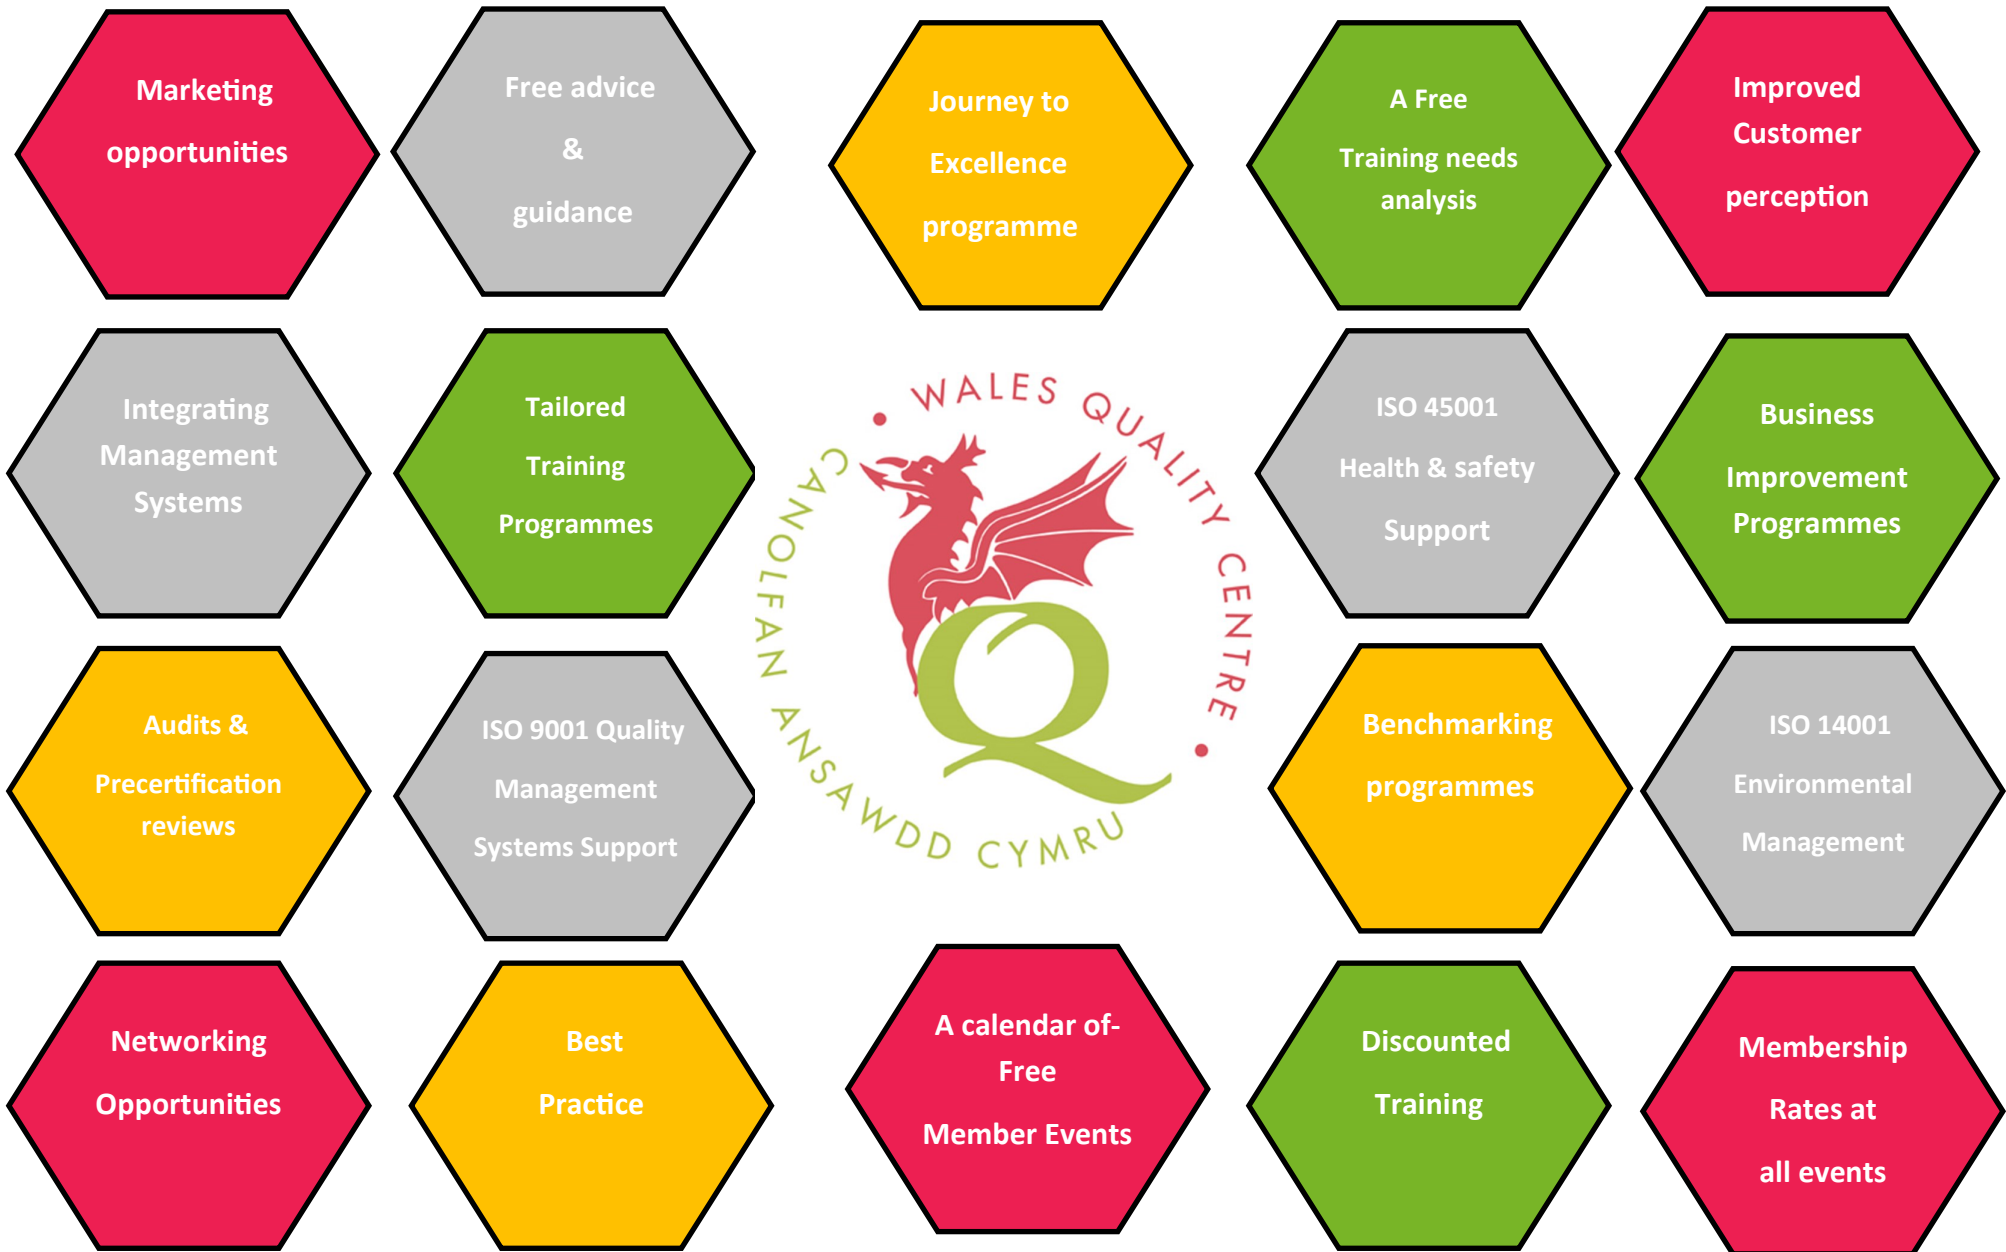 Marketing
opportunities
Free advice
&
guidance
Journey to
Excellence
programme
A Free
Training needs
analysis
Improved
Customer
perception
Integrating
Management
Systems
Tailored
Training
Programmes
• WALES QUALITY CENTRE •
CANOLFAN ANSAWDD CYMRU
Q
ISO 45001
Health & safety
Support
Business
Improvement
Programmes
Audits &
Precertification
reviews
ISO 9001 Quality
Management
Systems Support
Benchmarking
programmes
ISO 14001
Environmental
Management
Networking
Opportunities
Best
Practice
A calendar of-
Free
Member Events
Discounted
Training
Membership
Rates at
all events